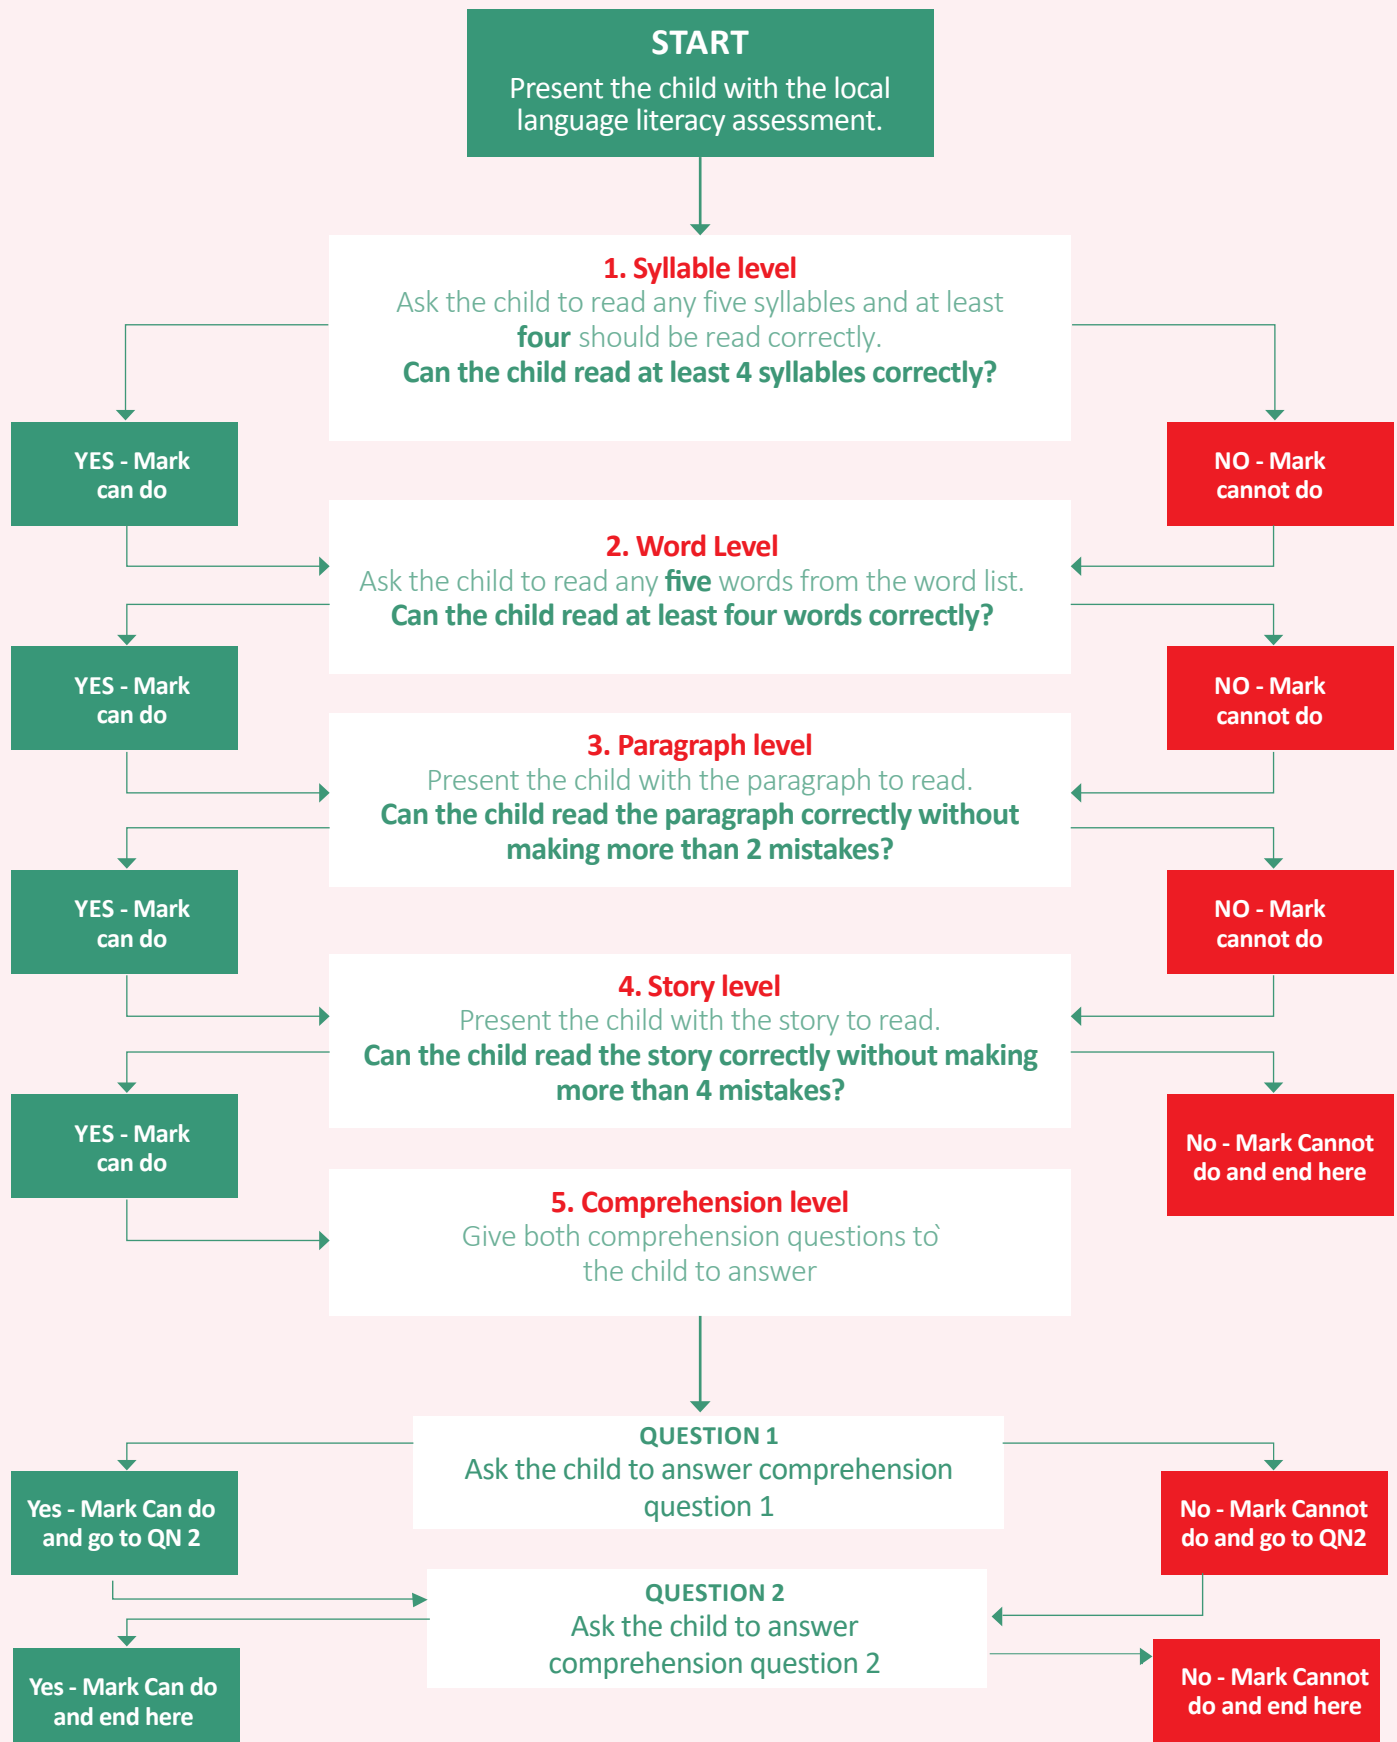 START
Present the child with the local
language literacy assessment.
1. Syllable level
Ask the child to read any five syllables and at least
four should be read correctly.
Can the child read at least 4 syllables correctly?
YES - Mark
can do
NO - Mark
cannot do
2. Word Level
Ask the child to read any five words from the word list.
Can the child read at least four words correctly?
YES - Mark
can do
NO - Mark
cannot do
3. Paragraph level
Present the child with the paragraph to read.
Can the child read the paragraph correctly without
making more than 2 mistakes?
YES - Mark
can do
NO - Mark
cannot do
4. Story level
Present the child with the story to read.
Can the child read the story correctly without making
more than 4 mistakes?
YES - Mark
can do
No - Mark Cannot
do and end here
5. Comprehension level
Give both comprehension questions to`
the child to answer
QUESTION 1
Ask the child to answer comprehension
question 1
Yes - Mark Can do
and go to QN 2
No - Mark Cannot
do and go to QN2
QUESTION 2
Ask the child to answer
comprehension question 2
Yes - Mark Can do
and end here
No - Mark Cannot
do and end here